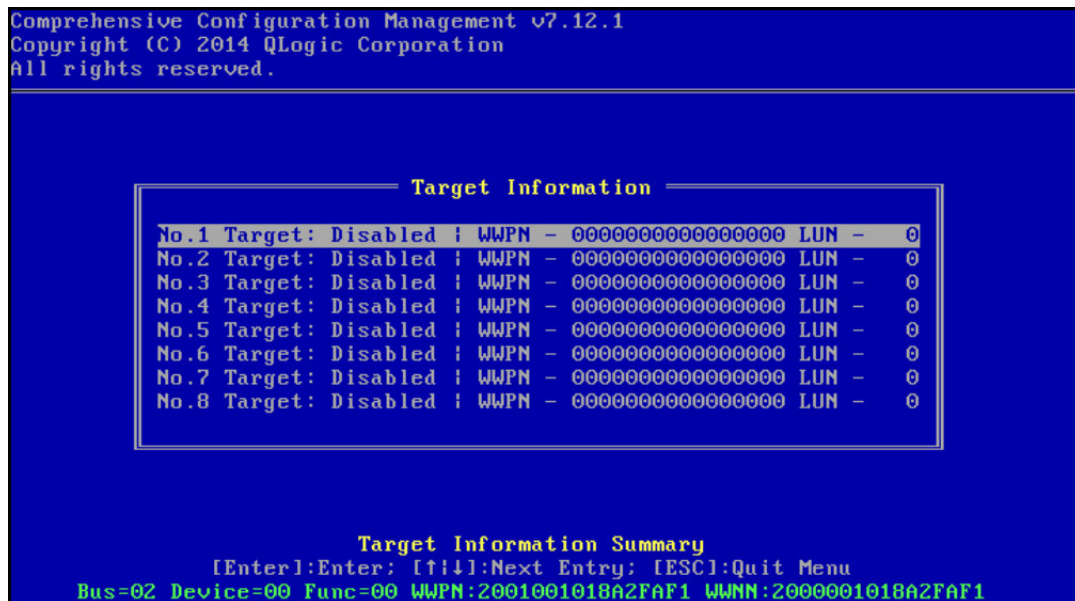 Comprehensive Configuration Management v7.12.1
Copyright (C) 2014 QLogic Corporation
All rights reserved.
Target Information
No.1 Target: Disabled ¦ WWPN - 0000000000000000 LUN - 0
No.2 Target: Disabled ¦ WWPN - 0000000000000000 LUN - 0
No.3 Target: Disabled ¦ WWPN - 0000000000000000 LUN - 0
No.4 Target: Disabled ¦ WWPN - 0000000000000000 LUN - 0
No.5 Target: Disabled ¦ WWPN - 0000000000000000 LUN - 0
No.6 Target: Disabled ¦ WWPN - 0000000000000000 LUN - 0
No.7 Target: Disabled ¦ WWPN - 0000000000000000 LUN - 0
No.8 Target: Disabled ¦ WWPN - 0000000000000000 LUN - 0
Target Information Summary
[Enter]:Enter; [↑¦↓]:Next Entry; [ESC]:Quit Menu
Bus=02 Device=00 Func=00 WWPN:2001001018A2FAF1 WWNN:2000001018A2FAF1